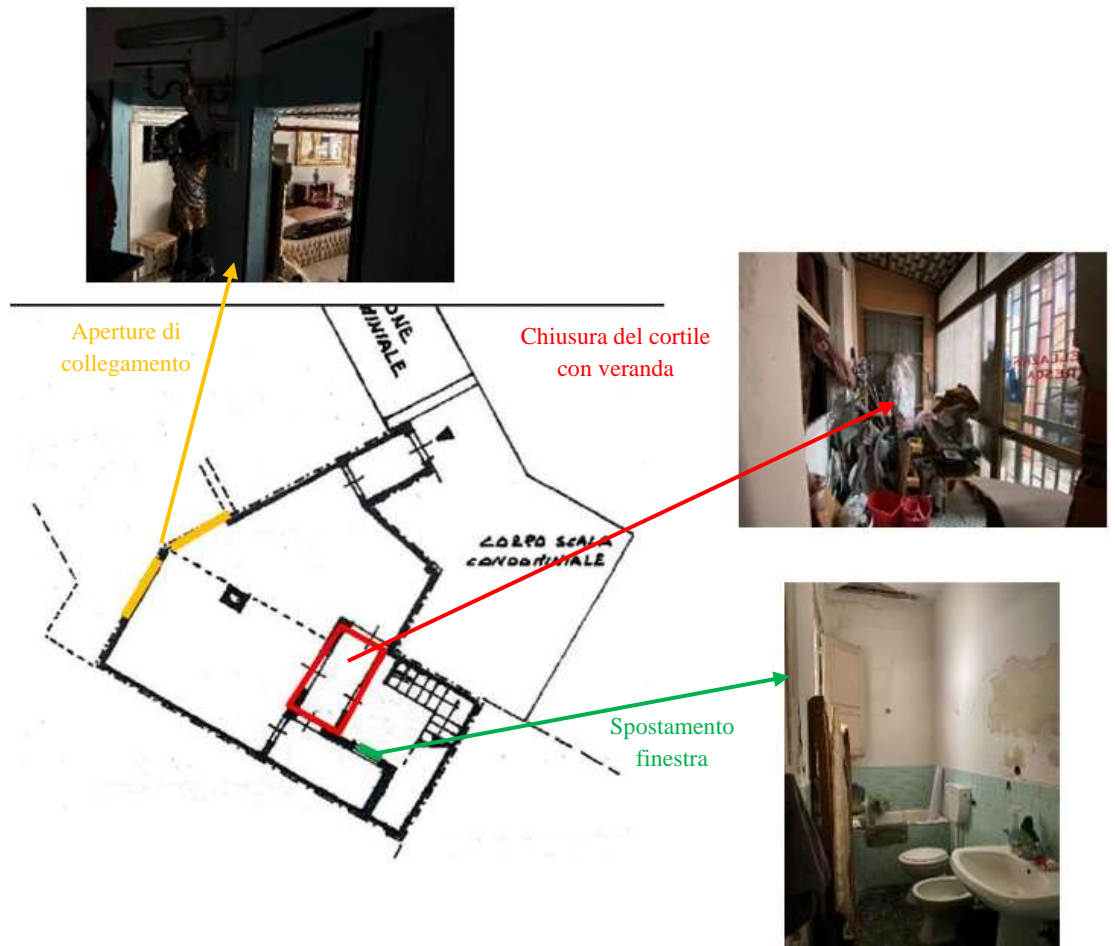 Aperture di
collegamento
Chiusura del cortile
con veranda
CORPO SCALA
CONDOMINIALE
Spostamento
finestra